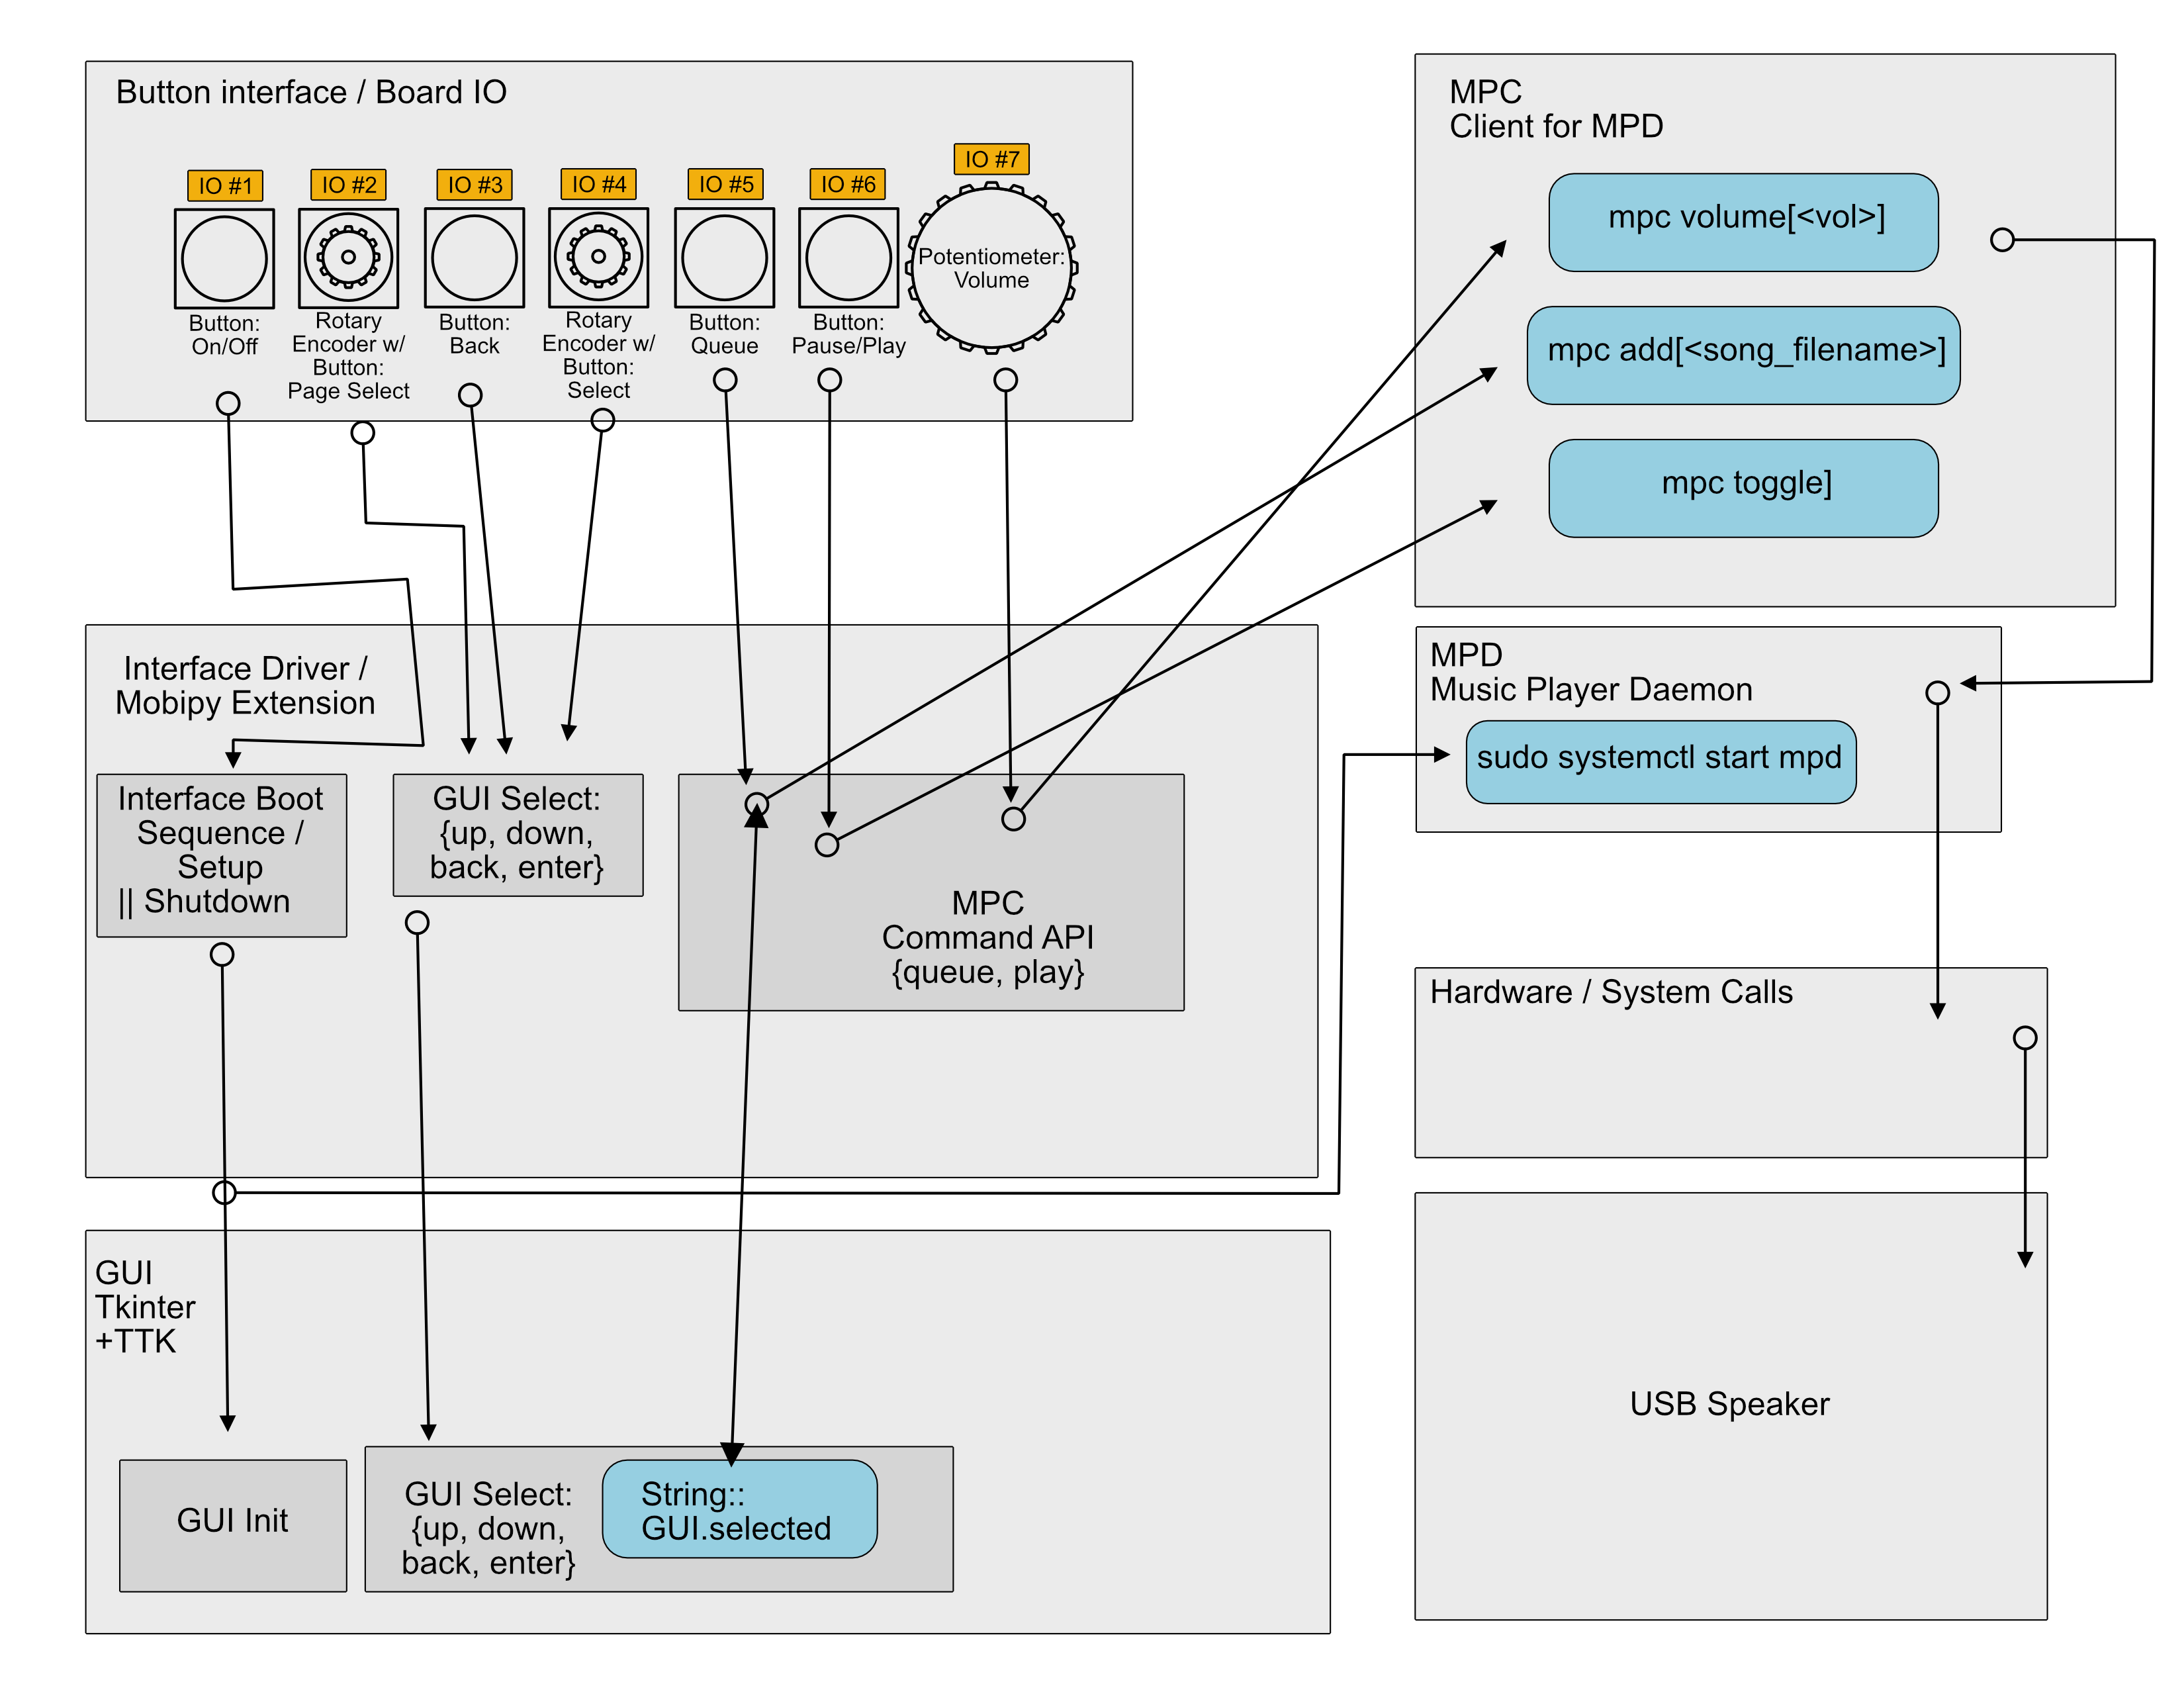 Button interface / Board IO
IO #1
IO #2
IO #3
IO #4
IO #5
IO #6
IO #7
Button:
On/Off
Rotary
Encoder w/
Button:
Page Select
Button:
Back
Rotary
Encoder w/
Button:
Select
Button:
Queue
Button:
Pause/Play
Potentiometer:
Volume
MPC
Client for MPD
mpc volume[<vol>]
mpc add[<song_filename>]
mpc toggle]
Interface Driver /
Mobipy Extension
Interface Boot
Sequence /
Setup
|| Shutdown
GUI Select:
{up, down,
back, enter}
MPC
Command API
{queue, play}
MPD
Music Player Daemon
sudo systemctl start mpd
Hardware / System Calls
GUI
Tkinter
+TTK
GUI Init
GUI Select:
{up, down,
back, enter}
String::
GUI.selected
USB Speaker